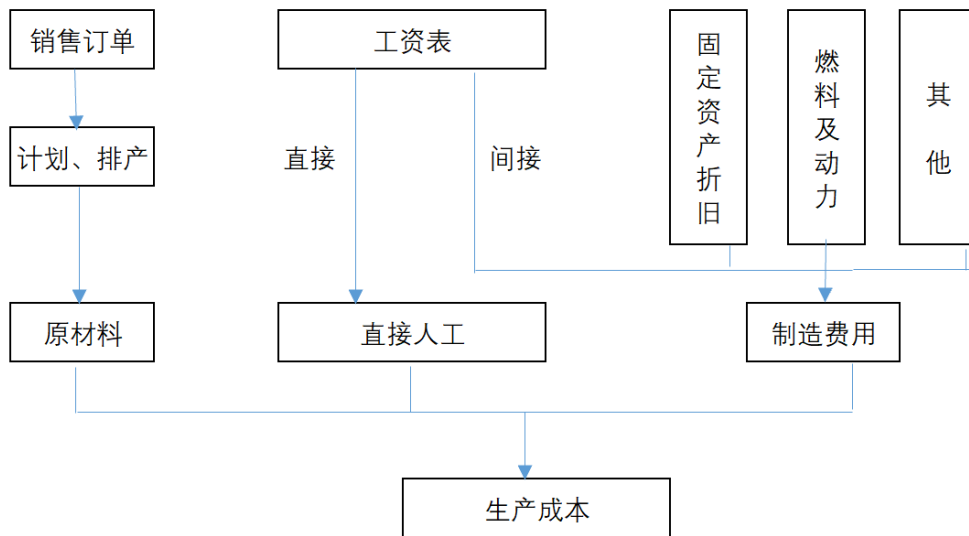 销售订单
工资表
固定资产折旧
燃料及动力
其他
计划、排产
直接
间接
原材料
直接人工
制造费用
生产成本